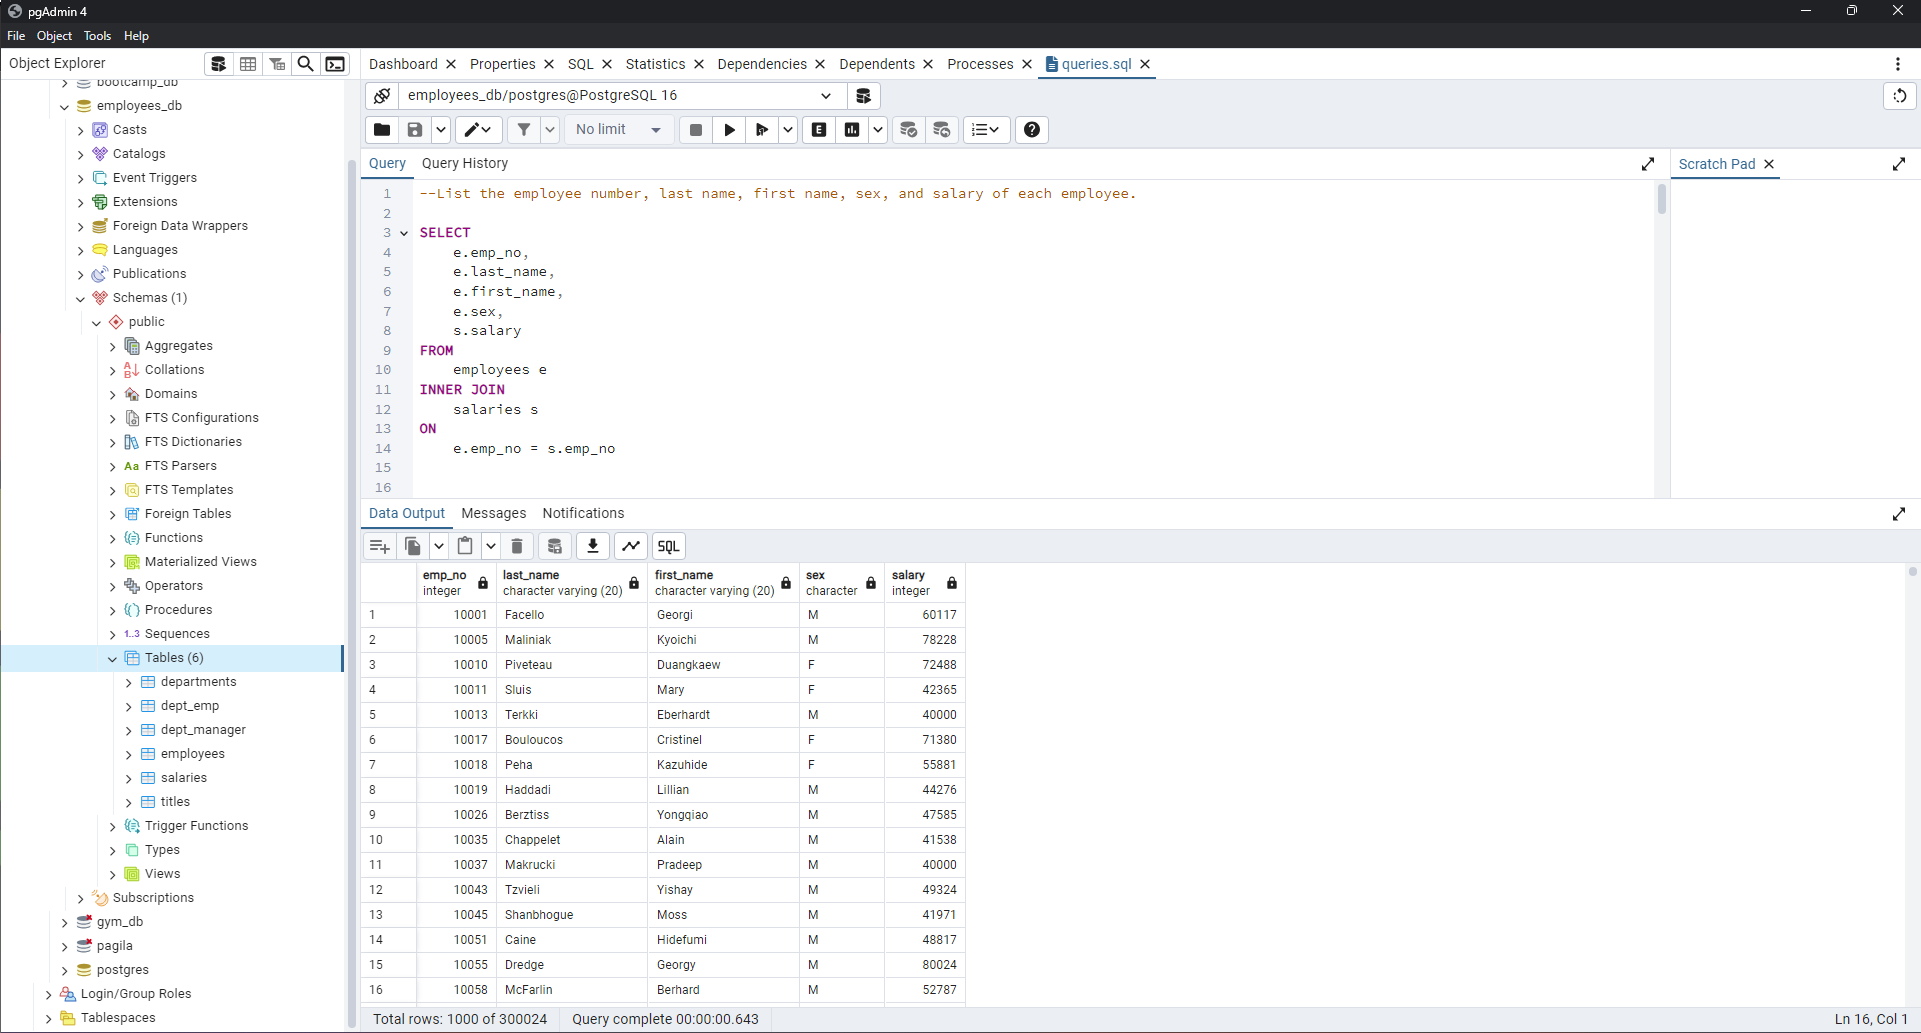 pgAdmin 4
File Object Tools Help
Object Explorer
bootcamp_db
employees_db
Casts
Catalogs
Event Triggers
Extensions
Foreign Data Wrappers
Languages
Publications
Schemas (1)
public
Aggregates
Collations
Domains
FTS Configurations
FTS Dictionaries
Aa FTS Parsers
FTS Templates
Foreign Tables
Functions
Materialized Views
Operators
Procedures
1..3 Sequences
Tables (6)
departments
dept_emp
dept_manager
employees
salaries
titles
Trigger Functions
Types
Views
Subscriptions
gym_db
pagila
postgres
Login/Group Roles
Tablespaces
Dashboard Properties SQL Statistics Dependencies Dependents Processes queries.sql
employees_db/postgres@PostgreSQL 16
No limit E
Query Query History
Scratch Pad
1 --List the employee number, last name, first name, sex, and salary of each employee.
2
3 SELECT
4 e.emp_no,
5 e.last_name,
6 e.first_name,
7 e.sex,
8 s.salary
9 FROM
10 employees e
11 INNER JOIN
12 salaries s
13 ON
14 e.emp_no = s.emp_no
15
16
Data Output Messages Notifications
SQL
emp_no last_name first_name sex salary
integer character varying (20) character varying (20) character integer
1 10001 Facello Georgi M 60117
2 10005 Maliniak Kyoichi M 78228
3 10010 Piveteau Duangkaew F 72488
4 10011 Sluis Mary F 42365
5 10013 Terkki Eberhardt M 40000
6 10017 Bouloucos Cristinel F 71380
7 10018 Peha Kazuhide F 55881
8 10019 Haddadi Lillian M 44276
9 10026 Berztiss Yongqiao M 47585
10 10035 Chappelet Alain M 41538
11 10037 Makrucki Pradeep M 40000
12 10043 Tzvieli Yishay M 49324
13 10045 Shanbhogue Moss M 41971
14 10051 Caine Hidefumi M 48817
15 10055 Dredge Georgy M 80024
16 10058 McFarlin Berhard M 52787
Total rows: 1000 of 300024 Query complete 00:00:00.643 Ln 16, Col 1